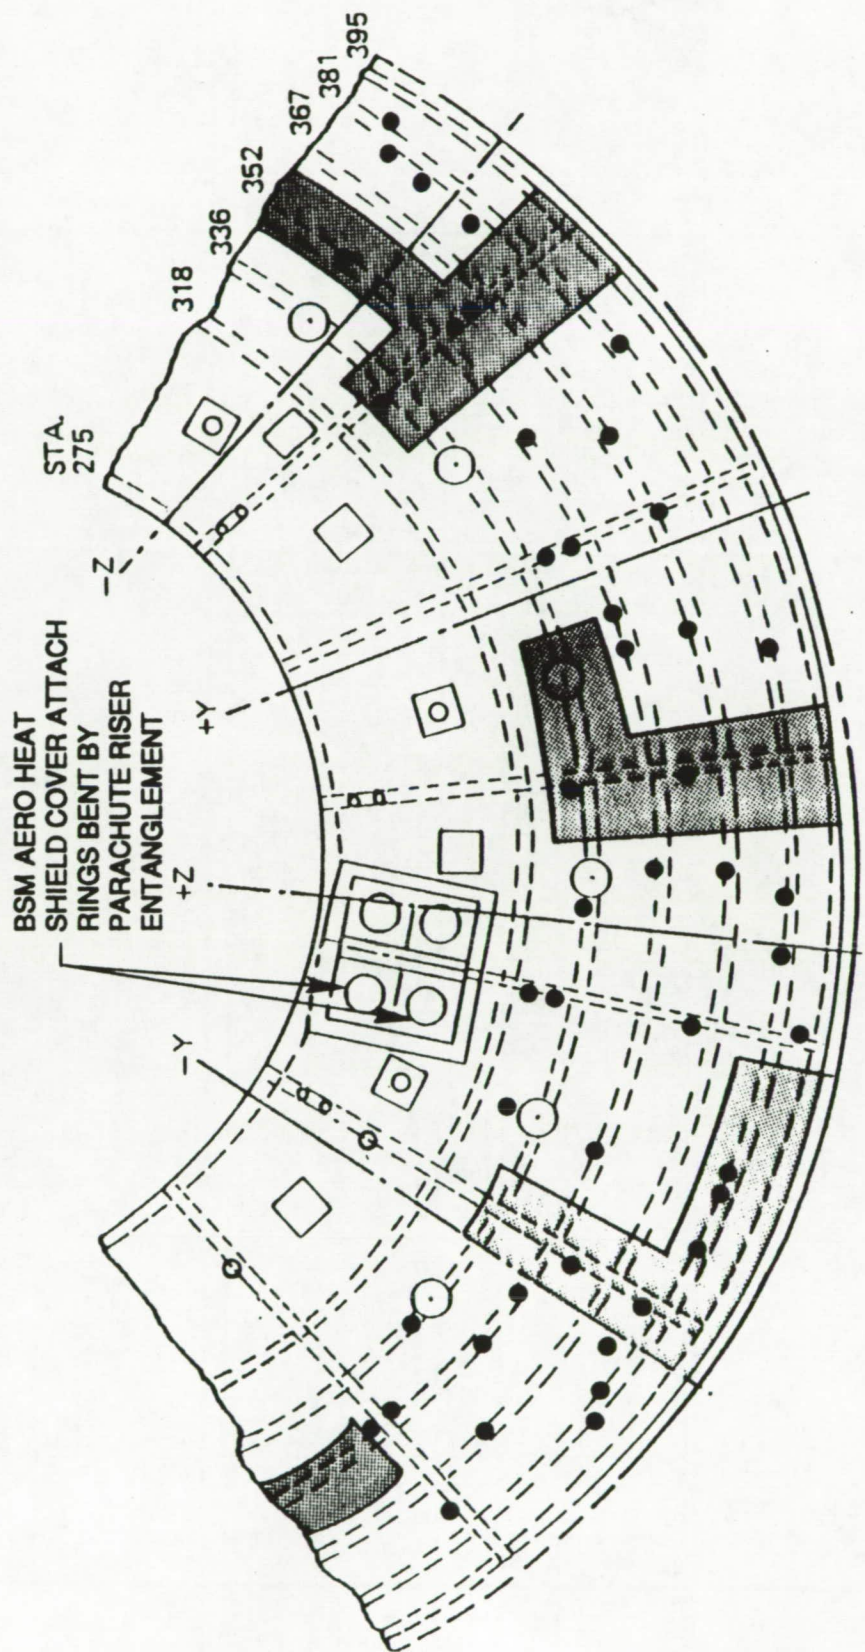 BSM AERO HEAT
SHIELD COVER ATTACH
RINGS BENT BY
PARACHUTE RISER
ENTANGLEMENT
-Y
+Z
+Y
-Z
STA.
275
318
336
352
367
381
395